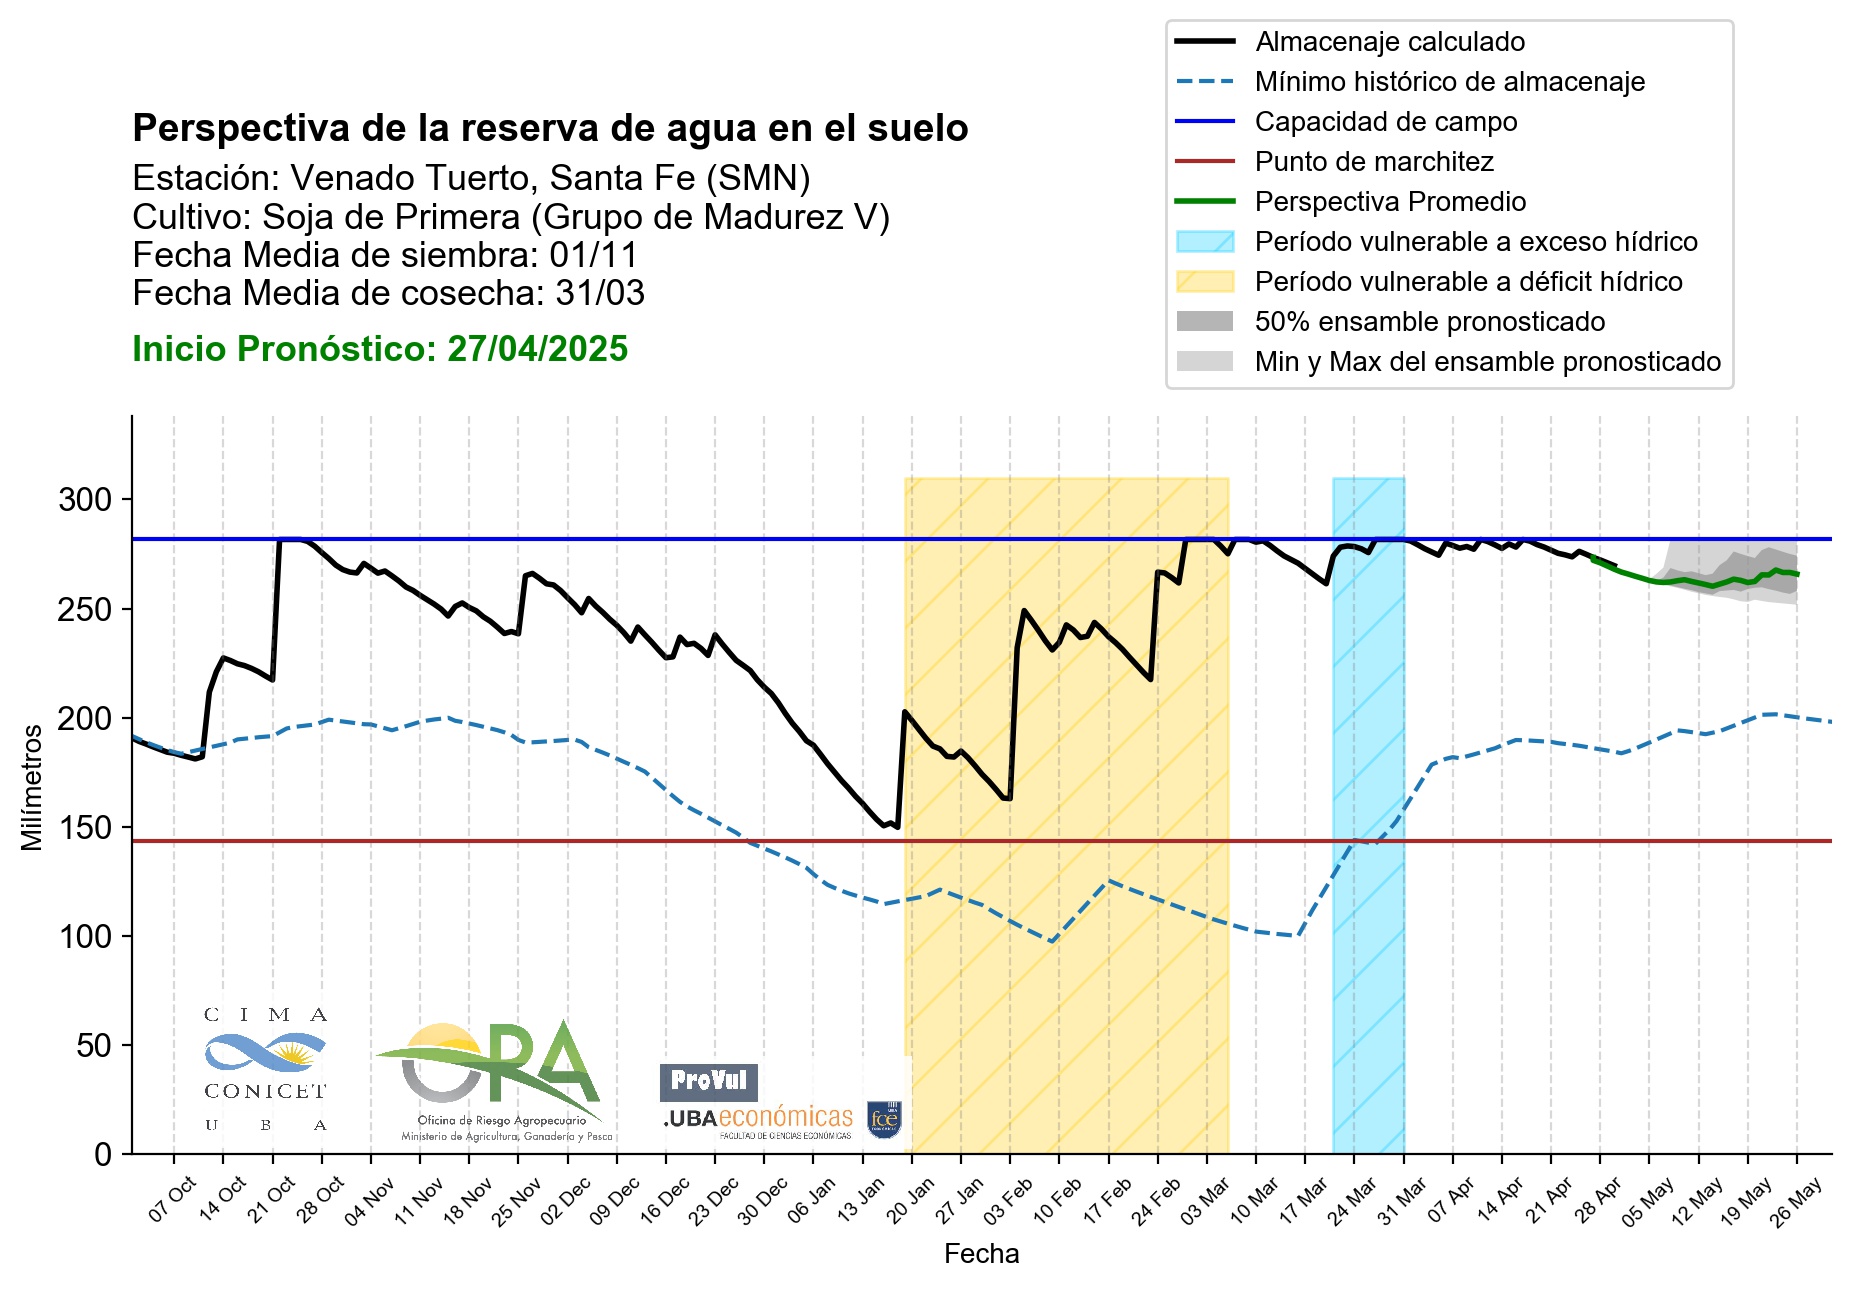 Almacenaje calculado
Mínimo histórico de almacenaje
Capacidad de campo
Punto de marchitez
Perspectiva Promedio
Período vulnerable a exceso hídrico
Período vulnerable a déficit hídrico
50% ensamble pronosticado
Min y Max del ensamble pronosticado
Perspectiva de la reserva de agua en el suelo
Estación: Venado Tuerto, Santa Fe (SMN)
Cultivo: Soja de Primera (Grupo de Madurez V)
Fecha Media de siembra: 01/11
Fecha Media de cosecha: 31/03
Inicio Pronóstico: 27/04/2025
Milímetros
300
250
200
150
100
50
0
CIMA
CONICET
UBA
ORA
Oficina de Riesgo Agropecuario
Ministerio de Agricultura, Ganadería y Pesca
ProVul
.UBAeconómicas
FACULTAD DE CIENCIAS ECONÓMICAS
UBA
fce
ECONÓMICAS
07 Oct
14 Oct
21 Oct
28 Oct
04 Nov
11 Nov
18 Nov
25 Nov
02 Dec
09 Dec
16 Dec
23 Dec
30 Dec
06 Jan
13 Jan
20 Jan
27 Jan
03 Feb
10 Feb
17 Feb
24 Feb
03 Mar
10 Mar
17 Mar
24 Mar
31 Mar
07 Apr
14 Apr
21 Apr
28 Apr
05 May
12 May
19 May
26 May
Fecha